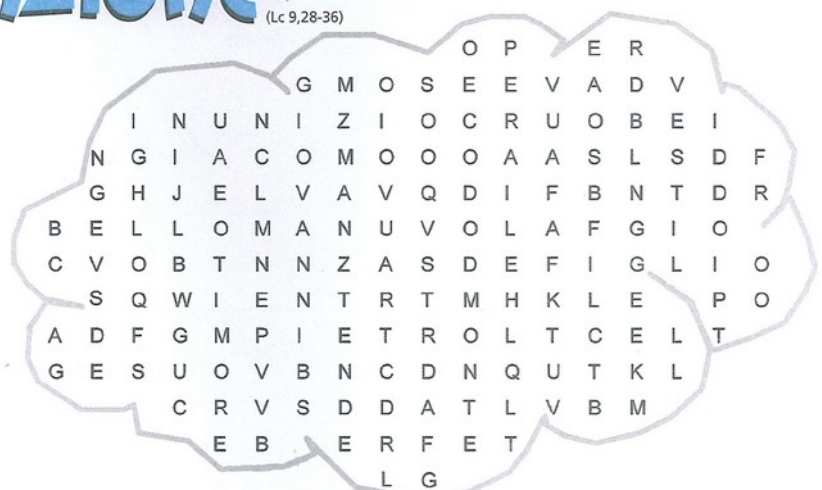 (Lc 9,28-36)
O P E R
G M O S E E V A D V
I N U N I Z I O C R U O B E I
N G I A C O M O O O A A S L S D F
G H J E L V A V Q D I F B N T D R
B E L L O M A N U V O L A F G I O
C V O B T N N Z A S D E F I G L I O
S Q W I E N T R T M H K L E P O
A D F G M P I E T R O L T C E L T
G E S U O V B N C D N Q U T K L
C R V S D D A T L V B M
E B E R F E T
L G